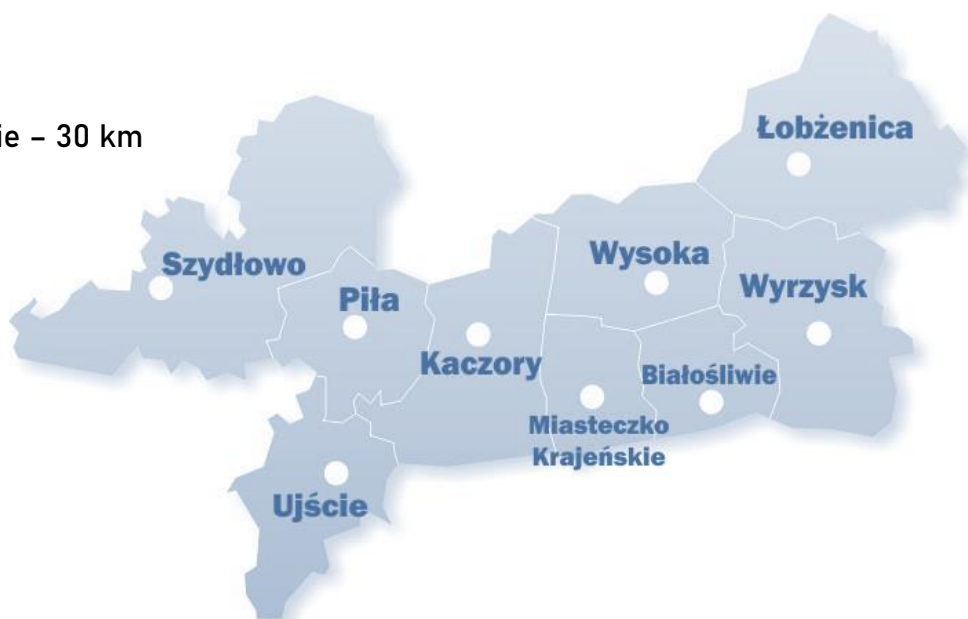 ie – 30 km
Łobżenica
Wysoka
Szydłowo
Wyrzysk
Piła
Kaczory
Białośliwie
Miasteczko
Krajeńskie
Ujście